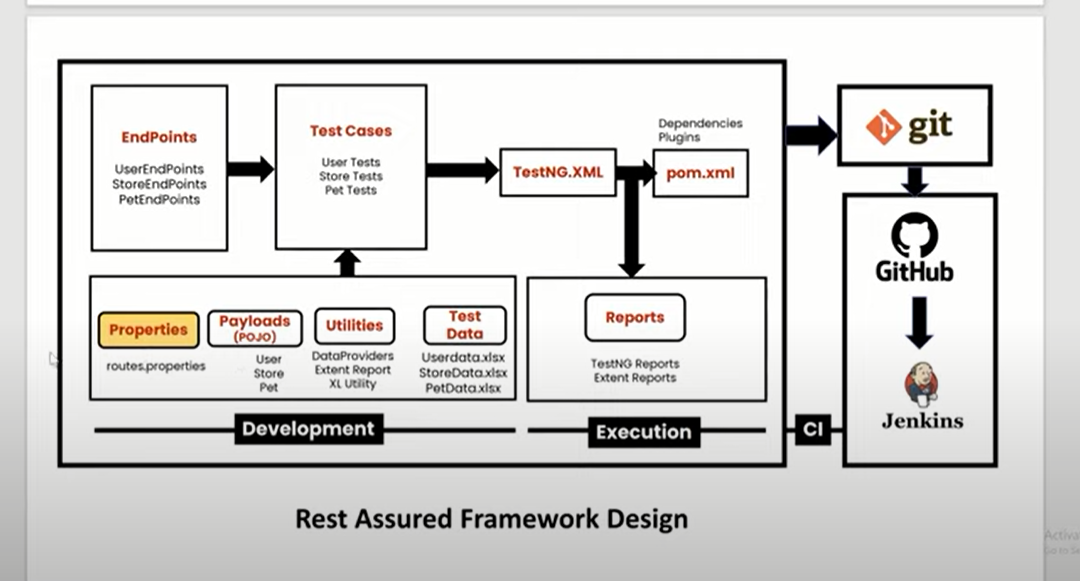 EndPoints
UserEndPoints
StoreEndPoints
PetEndPoints
Test Cases
User Tests
Store Tests
Pet Tests
TestNG.XML
Dependencies
Plugins
pom.xml
git
GitHub
Jenkins
Properties
routes.properties
Payloads
(POJO)
User
Store
Pet
Utilities
DataProviders
Extent Report
XL Utility
Test
Data
Userdata.xlsx
StoreData.xlsx
PetData.xlsx
Reports
TestNG Reports
Extent Reports
Development
Execution
CI
Rest Assured Framework Design
Activa
Go to Se